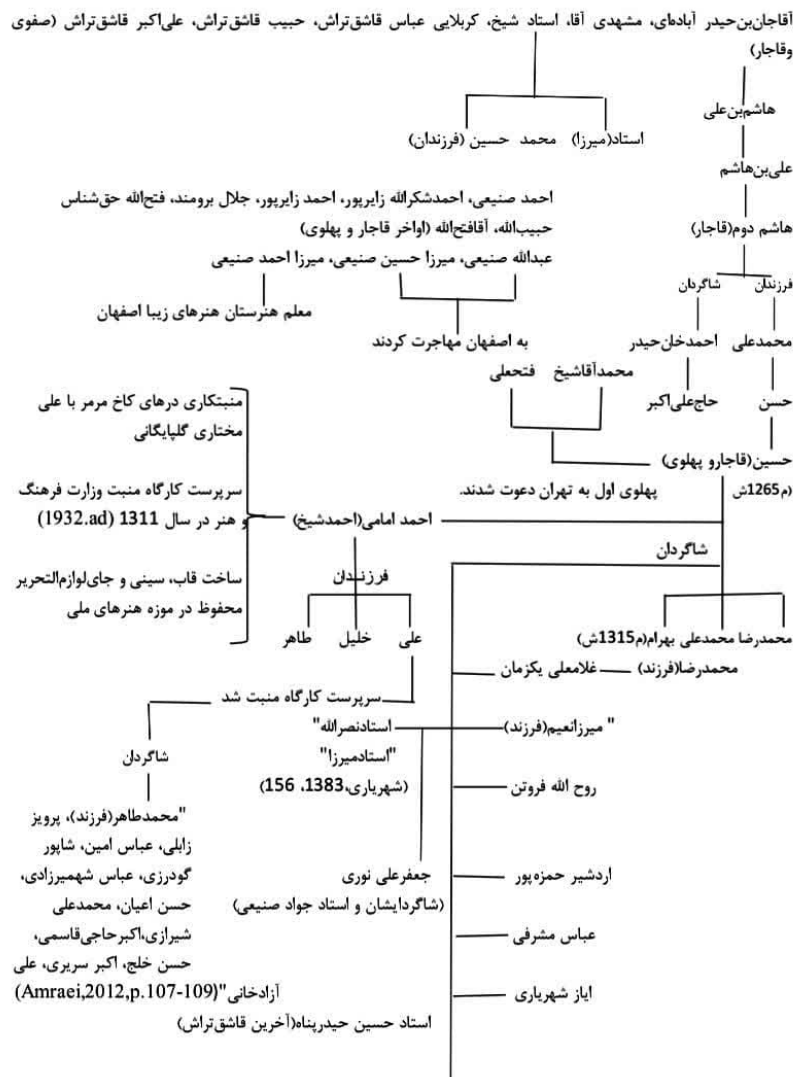 آقاجان‌بن‌حیدر آباده‌ای، مشهدی آقا، استاد شیخ، کربلایی عباس قاشق‌تراش، حبیب قاشق‌تراش، علی‌اکبر قاشق‌تراش (صفوی
وقاجار)
هاشم‌بن‌علی
استاد(میرزا) محمد حسین (فرزندان)
علی‌بن‌هاشم
احمد صنیعی، احمدشکرالله زایرپور، احمد زایرپور، جلال برومند، فتح‌الله حق‌شناس
حبیب‌الله، آقافتح‌الله (اواخر قاجار و پهلوی)
عبدالله صنیعی، میرزا حسین صنیعی، میرزا احمد صنیعی
هاشم دوم(قاجار)
فرزندان شاگردان
معلم هنرستان هنرهای زیبا اصفهان
به اصفهان مهاجرت کردند
محمدعلی احمدخان‌حیدر
محمدآقاشیخ فتحعلی
حسن حاج‌علی‌اکبر
منبتکاری درهای کاخ مرمر با علی
مختاری گلپایگانی
حسین(قاجارو پهلوی)
(م1265ش
پهلوی اول به تهران دعوت شدند.
سرپرست کارگاه منبت وزارت فرهنگ
و هنر در سال 1311 (1932.ad)
احمد امامی(احمدشیخ)
شاگردان
ساخت قاب، سینی و جای‌لوازم‌التحریر
محفوظ در موزه هنرهای ملی
فرزندان
علی خلیل طاهر
محمدرضا محمدعلی بهرام(م1315ش)
محمدرضا(فرزند) غلامعلی یکزمان
سرپرست کارگاه منبت شد
" میرزانعیم(فرزند) استادنصرالله"
"استادمیرزا"
(شهریاری،1383، 156)
شاگردان
روح الله فروتن
"محمدطاهر(فرزند)، پرویز
زابلی، عباس امین، شاپور
گودرزی، عباس شهمیرزادی،
حسن اعیان، محمدعلی
شیرازی،اکبرحاجی‌قاسمی،
حسن خلج، اکبر سریری، علی
آزادخانی"(Amraei,2012,p.107-109)
جعفرعلی نوری
(شاگردایشان و استاد جواد صنیعی)
اردشیر حمزه‌پور
عباس مشرفی
ایاز شهریاری
استاد حسین حیدرپناه(آخرین قاشق‌تراش)